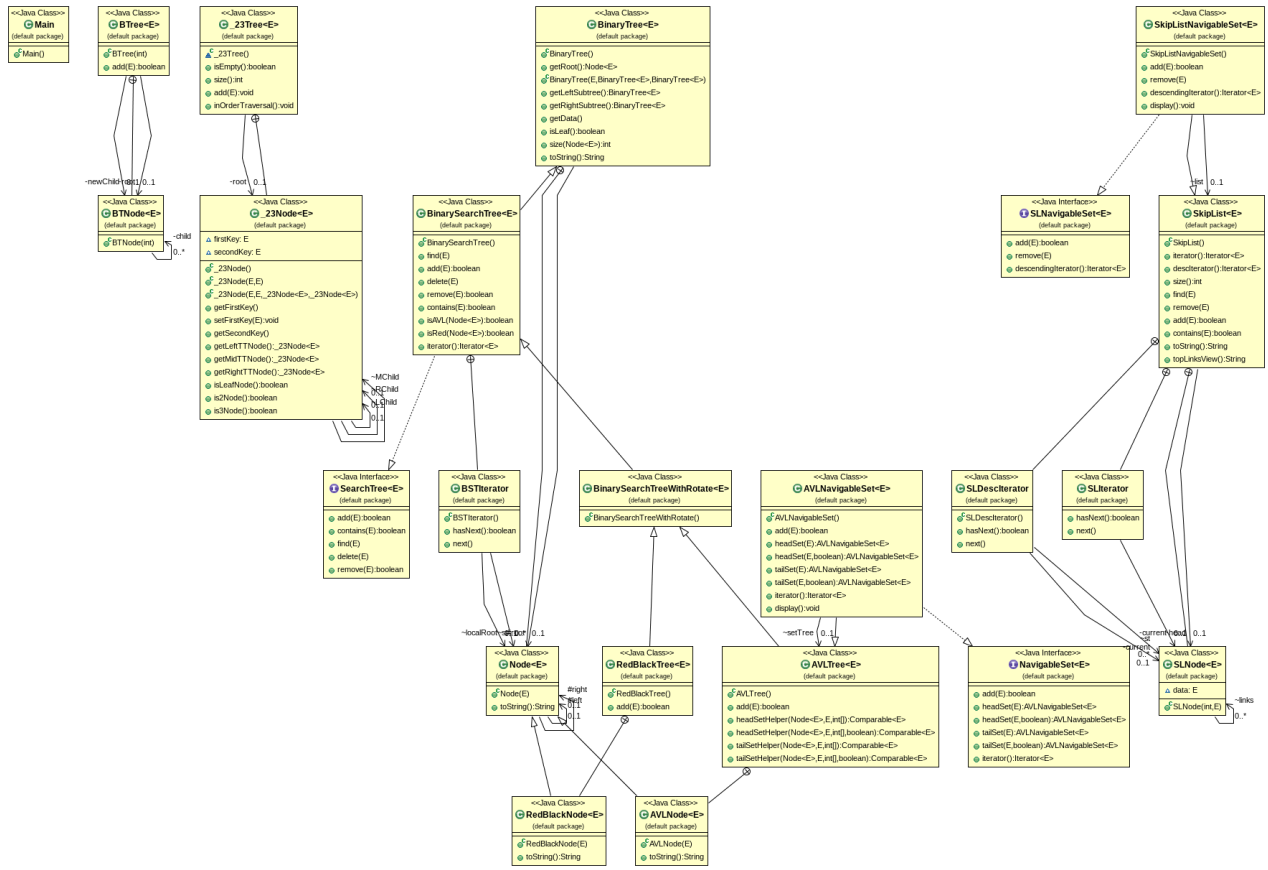 <<Java Class>>
Main
(default package)
Main()
<<Java Class>>
BTree<E>
(default package)
BTree(int)
add(E):boolean
<<Java Class>>
_23Tree<E>
(default package)
_23Tree()
isEmpty():boolean
size():int
add(E):void
inOrderTraversal():void
<<Java Class>>
BinaryTree<E>
(default package)
BinaryTree()
getRoot():Node<E>
BinaryTree(E,BinaryTree<E>,BinaryTree<E>)
getLeftSubtree():BinaryTree<E>
getRightSubtree():BinaryTree<E>
getData()
isLeaf():boolean
size(Node<E>):int
toString():String
<<Java Class>>
SkipListNavigableSet<E>
(default package)
SkipListNavigableSet()
add(E):boolean
remove(E)
descendingIterator():Iterator<E>
display():void
~newChild
0..1
<<Java Class>>
BTNode<E>
(default package)
BTNode(int)
~child
0..*
~root
0..1
<<Java Class>>
_23Node<E>
(default package)
firstKey: E
secondKey: E
_23Node()
_23Node(E,E)
_23Node(E,E,_23Node<E>,_23Node<E>)
getFirstKey()
setFirstKey(E):void
getSecondKey()
getLeftTTNode():_23Node<E>
getMidTTNode():_23Node<E>
getRightTTNode():_23Node<E>
isLeafNode():boolean
is2Node():boolean
is3Node():boolean
~MChild
~RChild
~LChild
0..1
<<Java Class>>
BinarySearchTree<E>
(default package)
BinarySearchTree()
find(E)
add(E):boolean
delete(E)
remove(E):boolean
contains(E):boolean
isAVL(Node<E>):boolean
isRed(Node<E>):boolean
iterator():Iterator<E>
<<Java Interface>>
SLNavigableSet<E>
(default package)
add(E):boolean
remove(E)
descendingIterator():Iterator<E>
~list
0..1
<<Java Class>>
SkipList<E>
(default package)
SkipList()
iterator():Iterator<E>
descIterator():Iterator<E>
size():int
find(E)
remove(E)
add(E):boolean
contains(E):boolean
toString():String
topLinksView():String
<<Java Interface>>
SearchTree<E>
(default package)
add(E):boolean
contains(E):boolean
find(E)
delete(E)
remove(E):boolean
<<Java Class>>
BSTIterator
(default package)
BSTIterator()
hasNext():boolean
next()
<<Java Class>>
BinarySearchTreeWithRotate<E>
(default package)
BinarySearchTreeWithRotate()
<<Java Class>>
AVLNavigableSet<E>
(default package)
AVLNavigableSet()
add(E):boolean
headSet(E):AVLNavigableSet<E>
headSet(E,boolean):AVLNavigableSet<E>
tailSet(E):AVLNavigableSet<E>
tailSet(E,boolean):AVLNavigableSet<E>
iterator():Iterator<E>
display():void
<<Java Class>>
SLDescIterator
(default package)
SLDescIterator()
hasNext():boolean
next()
<<Java Class>>
SLIterator
(default package)
hasNext():boolean
next()
~localRoot
0..1
<<Java Class>>
Node<E>
(default package)
Node(E)
toString():String
#right
#left
0..1
0..1
<<Java Class>>
RedBlackTree<E>
(default package)
RedBlackTree()
add(E):boolean
~setTree
0..1
<<Java Class>>
AVLTree<E>
(default package)
AVLTree()
add(E):boolean
headSetHelper(Node<E>,E,int[]):Comparable<E>
headSetHelper(Node<E>,E,int[],boolean):Comparable<E>
tailSetHelper(Node<E>,E,int[]):Comparable<E>
tailSetHelper(Node<E>,E,int[],boolean):Comparable<E>
<<Java Interface>>
NavigableSet<E>
(default package)
add(E):boolean
headSet(E):AVLNavigableSet<E>
headSet(E,boolean):AVLNavigableSet<E>
tailSet(E):AVLNavigableSet<E>
tailSet(E,boolean):AVLNavigableSet<E>
iterator():Iterator<E>
~current
0..1
0..1
<<Java Class>>
SLNode<E>
(default package)
data: E
SLNode(int,E)
~links
0..*
<<Java Class>>
RedBlackNode<E>
(default package)
RedBlackNode(E)
toString():String
<<Java Class>>
AVLNode<E>
(default package)
AVLNode(E)
toString():String